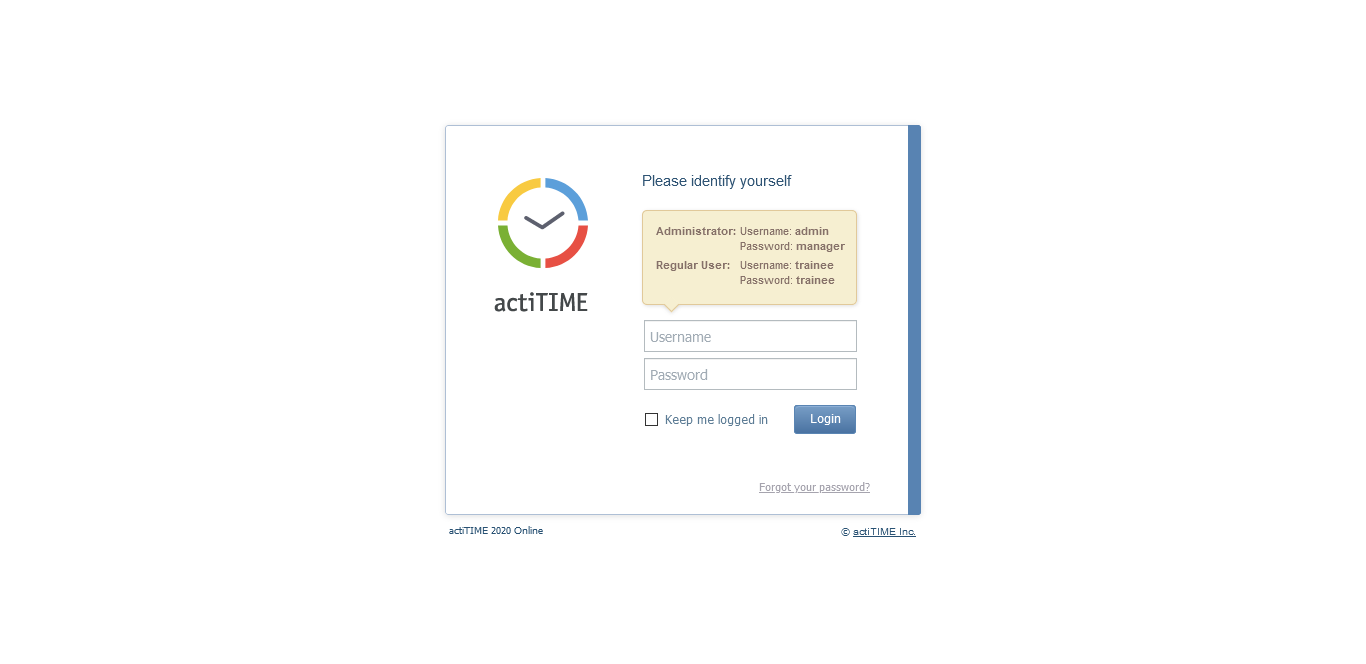 Please identify yourself
Administrator: Username: admin
Password: manager
Regular User: Username: trainee
Password: trainee
actiTIME
Username
Password
Keep me logged in
Login
Forgot your password?
actiTIME 2020 Online
© actiTIME Inc.